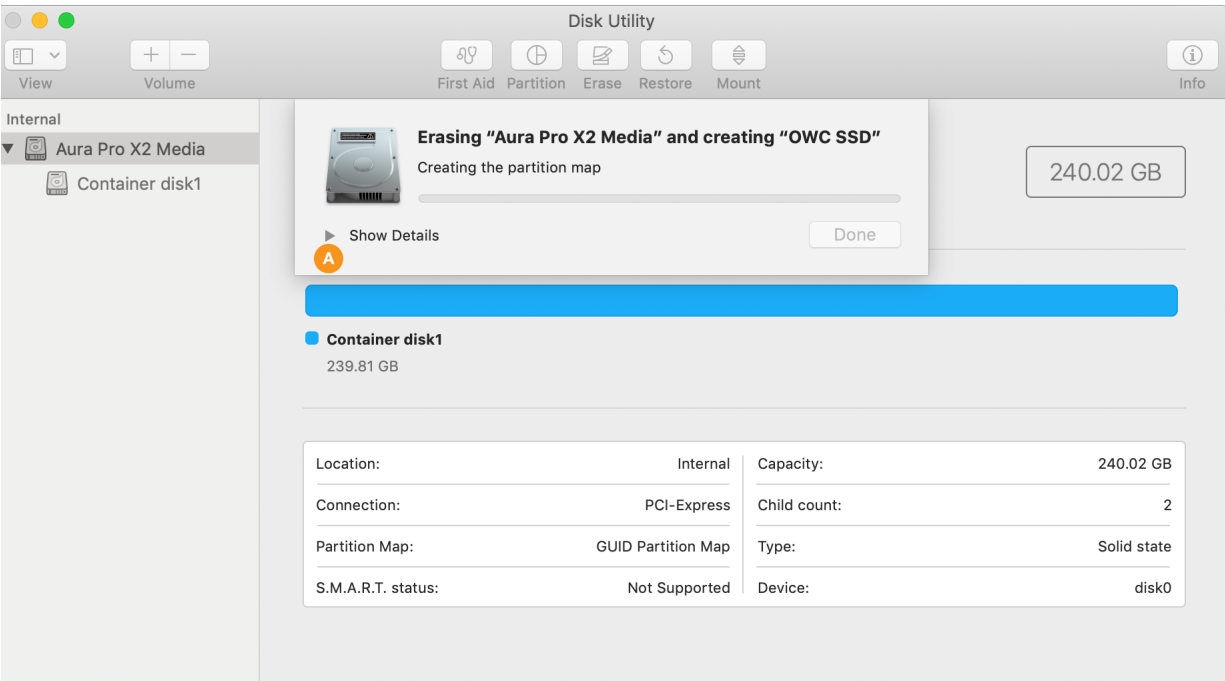 Disk Utility
View
Volume
First Aid
Partition
Erase
Restore
Mount
Info
Internal
Aura Pro X2 Media
Container disk1
Erasing “Aura Pro X2 Media” and creating “OWC SSD”
Creating the partition map
Show Details
Done
A
240.02 GB
Container disk1
239.81 GB
Location: Internal
Connection: PCI-Express
Partition Map: GUID Partition Map
S.M.A.R.T. status: Not Supported
Capacity: 240.02 GB
Child count: 2
Type: Solid state
Device: disk0